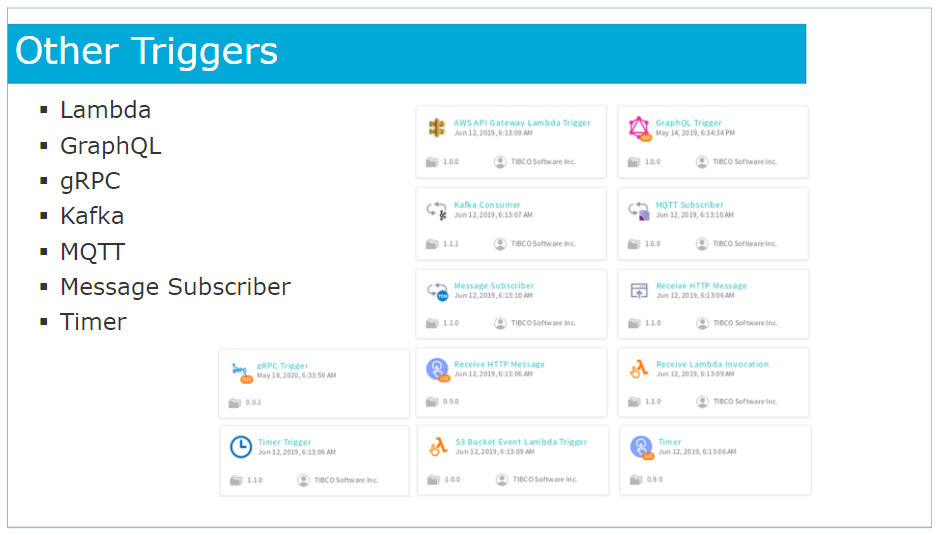 Other Triggers
▪ Lambda
▪ GraphQL
▪ gRPC
▪ Kafka
▪ MQTT
▪ Message Subscriber
▪ Timer
AWS API Gateway Lambda Trigger
Jun 12, 2019, 6:13:09 AM
1.0.0 TIBCO Software Inc.
GraphQL Trigger
May 14, 2019, 6:34:34 PM
1.0.0 TIBCO Software Inc.
Kafka Consumer
Jun 12, 2019, 6:13:07 AM
1.1.1 TIBCO Software Inc.
MQTT Subscriber
Jun 12, 2019, 6:13:10 AM
1.0.0 TIBCO Software Inc.
Message Subscriber
Jun 12, 2019, 6:13:10 AM
TCM
1.1.0 TIBCO Software Inc.
Receive HTTP Message
Jun 12, 2019, 6:13:06 AM
1.1.0 TIBCO Software Inc.
gRPC
gRPC Trigger
May 18, 2020, 6:33:56 AM
0.0.1
Receive HTTP Message
Jun 12, 2019, 6:13:06 AM
0.9.0
Receive Lambda Invocation
Jun 12, 2019, 6:13:09 AM
1.1.0 TIBCO Software Inc.
Timer Trigger
Jun 12, 2019, 6:13:06 AM
1.1.0 TIBCO Software Inc.
S3 Bucket Event Lambda Trigger
Jun 12, 2019, 6:13:09 AM
1.0.0 TIBCO Software Inc.
Timer
Jun 12, 2019, 6:13:06 AM
0.9.0